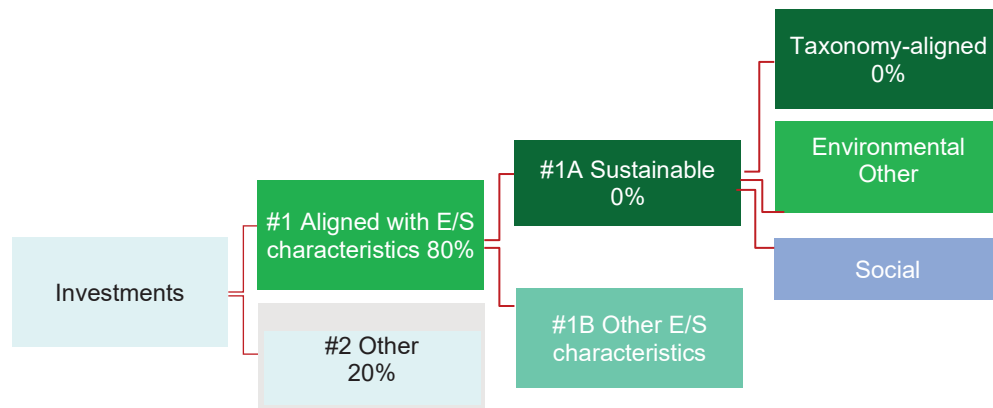 Investments
#1 Aligned with E/S
characteristics 80%
#2 Other
20%
#1A Sustainable
0%
#1B Other E/S
characteristics
Taxonomy-aligned
0%
Environmental
Other
Social